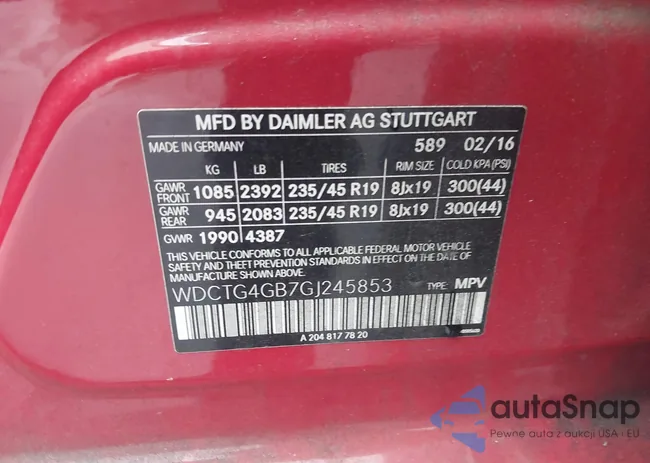 MFD BY DAIMLER AG STUTTGART
MADE IN GERMANY 589 02/16
KG LB TIRES RIM SIZE COLD KPA (PSI)
GAWR FRONT 1085 2392 235/45 R19 8Jx19 300(44)
GAWR REAR 945 2083 235/45 R19 8Jx19 300(44)
GVWR 1990 4387
THIS VEHICLE CONFORMS TO ALL APPLICABLE FEDERAL MOTOR VEHICLE
SAFETY AND THEFT PREVENTION STANDARDS IN EFFECT ON THE DATE OF
MANUFACTURE SHOWN ABOVE.
WDCTG4GB7GJ245853 TYPE: MPV
A 204 817 78 20
autoSnap
Pewne auta z aukcji USA i EU